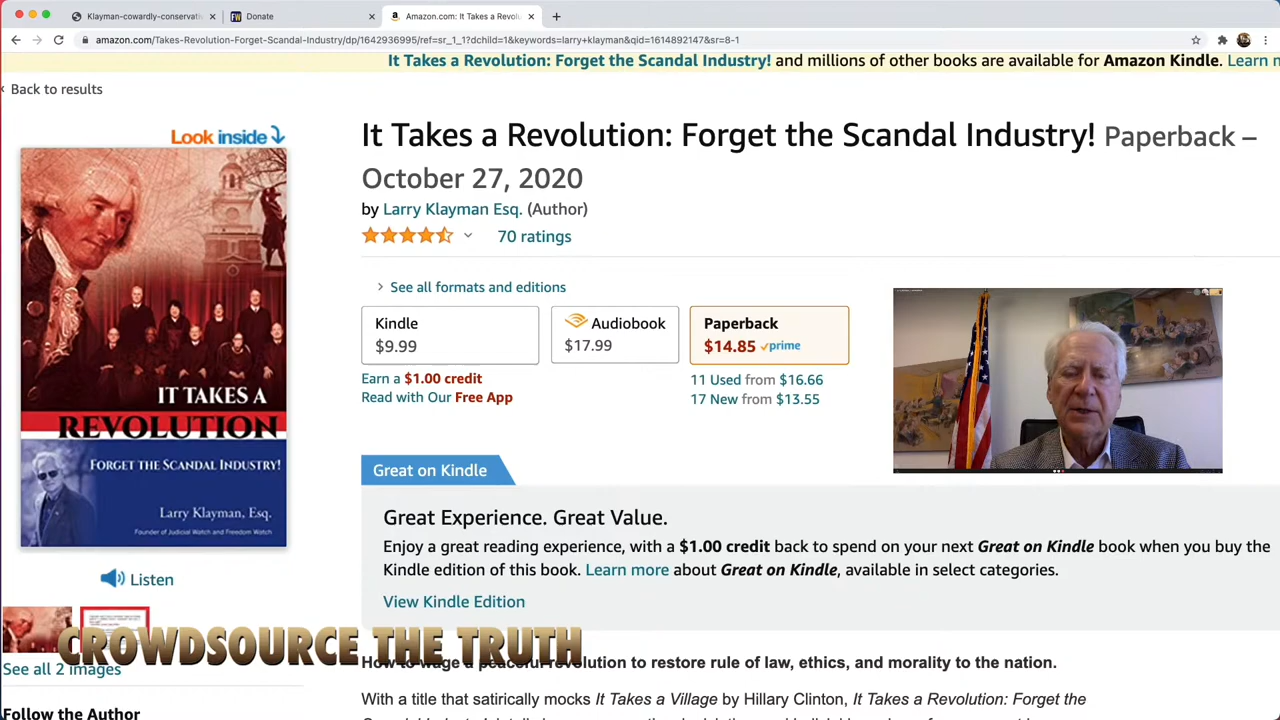 Klayman-cowardly-conservati
Donate
Amazon.com: It Takes a Revolu
amazon.com/Takes-Revolution-Forget-Scandal-Industry/dp/1642936995/ref=sr_1_1?dchild=1&keywords=larry+klayman&qid=1614892147&sr=8-1
It Takes a Revolution: Forget the Scandal Industry! and millions of other books are available for Amazon Kindle. Learn
Back to results
Look inside
It Takes a Revolution: Forget the Scandal Industry! Paperback –
October 27, 2020
by Larry Klayman Esq. (Author)
70 ratings
See all formats and editions
Kindle
$9.99
Audiobook
$17.99
Paperback
$14.85 prime
Earn a $1.00 credit
Read with Our Free App
11 Used from $16.66
17 New from $13.55
IT TAKES A
REVOLUTION
FORGET THE SCANDAL INDUSTRY!
Larry Klayman, Esq.
Founder of Judicial Watch and Freedom Watch
Great on Kindle
Great Experience. Great Value.
Enjoy a great reading experience, with a $1.00 credit back to spend on your next Great on Kindle book when you buy the
Kindle edition of this book. Learn more about Great on Kindle, available in select categories.
View Kindle Edition
Listen
CROWDSOURCE THE TRUTH
See all 2 images
How to wage a peaceful revolution to restore rule of law, ethics, and morality to the nation.
With a title that satirically mocks It Takes a Village by Hillary Clinton, It Takes a Revolution: Forget the
Follow the Author